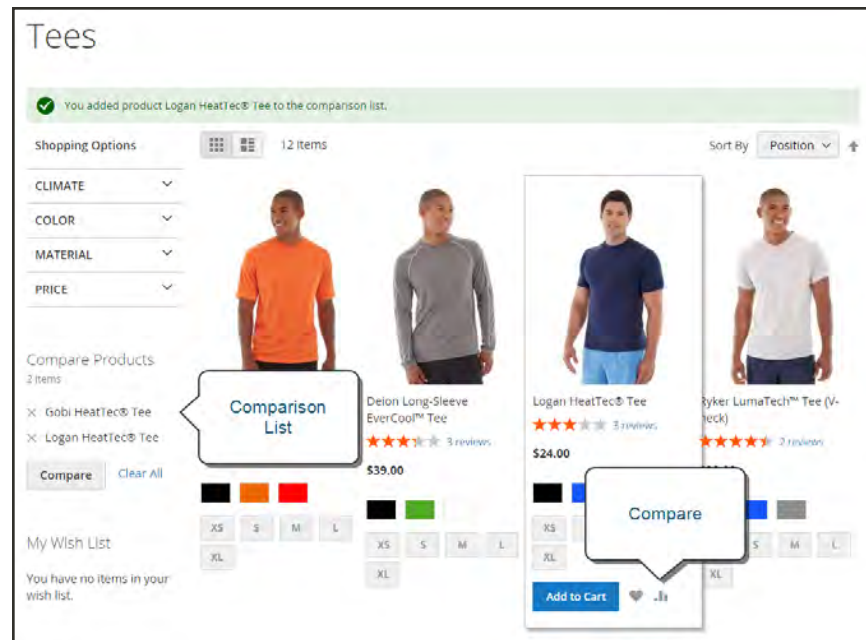 Tees
You added product Logan HeatTec® Tee to the comparison list.
Shopping Options
12 Items
Sort By Position
CLIMATE
COLOR
MATERIAL
PRICE
Compare Products
2 items
Gobi HeatTec® Tee
Logan HeatTec® Tee
Compare
Clear All
My Wish List
You have no items in your
wish list.
Comparison
List
XS S M L
XL
Deion Long-Sleeve
EverCool™ Tee
3 reviews
$39.00
XS S M L
XL
Logan HeatTec® Tee
3 reviews
$24.00
XS
XL
Compare
Add to Cart
Ryker LumaTech™ Tee (V-
neck)
2 reviews
S M L
XL